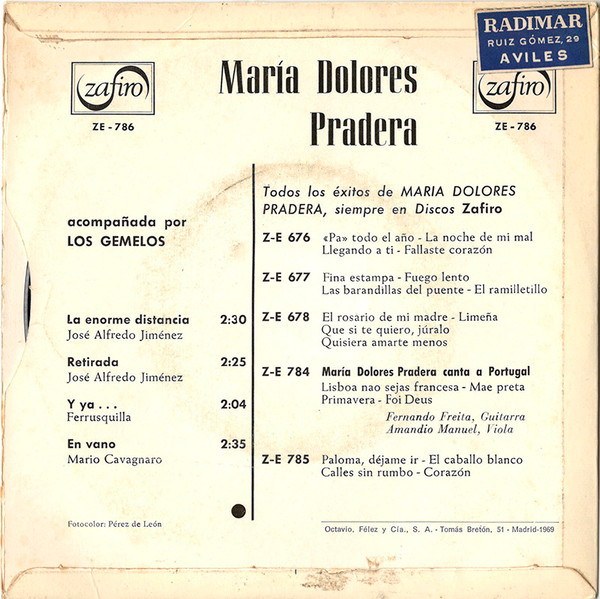 RADIMAR
RUIZ GÓMEZ, 29
AVILES
zafiro
ZE - 786
María Dolores
Pradera
zafiro
ZE - 786
acompañada por
LOS GEMELOS
La enorme distancia 2:30
José Alfredo Jiménez
Retirada 2:25
José Alfredo Jiménez
Y ya . . . 2:04
Ferrusquilla
En vano 2:35
Mario Cavagnaro
Fotocolor: Pérez de León
Todos los éxitos de MARIA DOLORES
PRADERA, siempre en Discos Zafiro
Z-E 676 «Pa» todo el año - La noche de mi mal
Llegando a ti - Fallaste corazón
Z-E 677 Fina estampa - Fuego lento
Las barandillas del puente - El ramilletillo
Z-E 678 El rosario de mi madre - Limeña
Que si te quiero, júralo
Quisiera amarte menos
Z-E 784 María Dolores Pradera canta a Portugal
Lisboa nao sejas francesa - Mae preta
Primavera - Foi Deus
Fernando Freita, Guitarra
Amandio Manuel, Viola
Z-E 785 Paloma, déjame ir - El caballo blanco
Calles sin rumbo - Corazón
Octavio, Félez y Cía., S. A. - Tomás Bretón, 51 - Madrid-1969